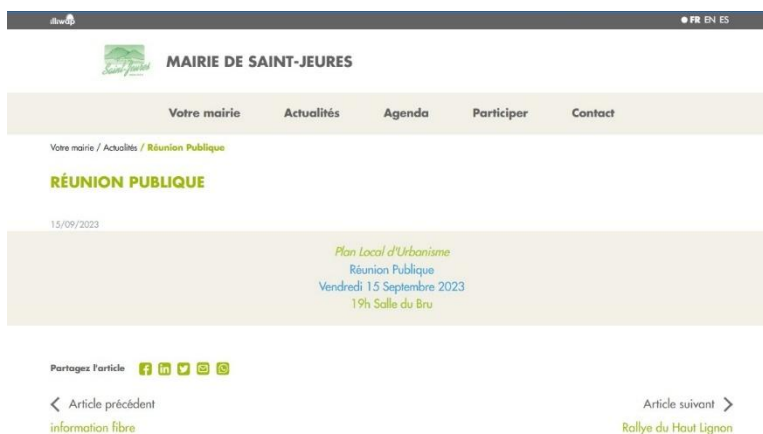 illiwap
FR EN ES
Saint-Jeures
MAIRIE DE SAINT-JEURES
Votre mairie Actualités Agenda Participer Contact
Votre mairie / Actualités / Réunion Publique
RÉUNION PUBLIQUE
15/09/2023
Plan Local d'Urbanisme
Réunion Publique
Vendredi 15 Septembre 2023
19h Salle du Bru
Partagez l'article
Article précédent
Article suivant
information fibre
Rallye du Haut Lignon